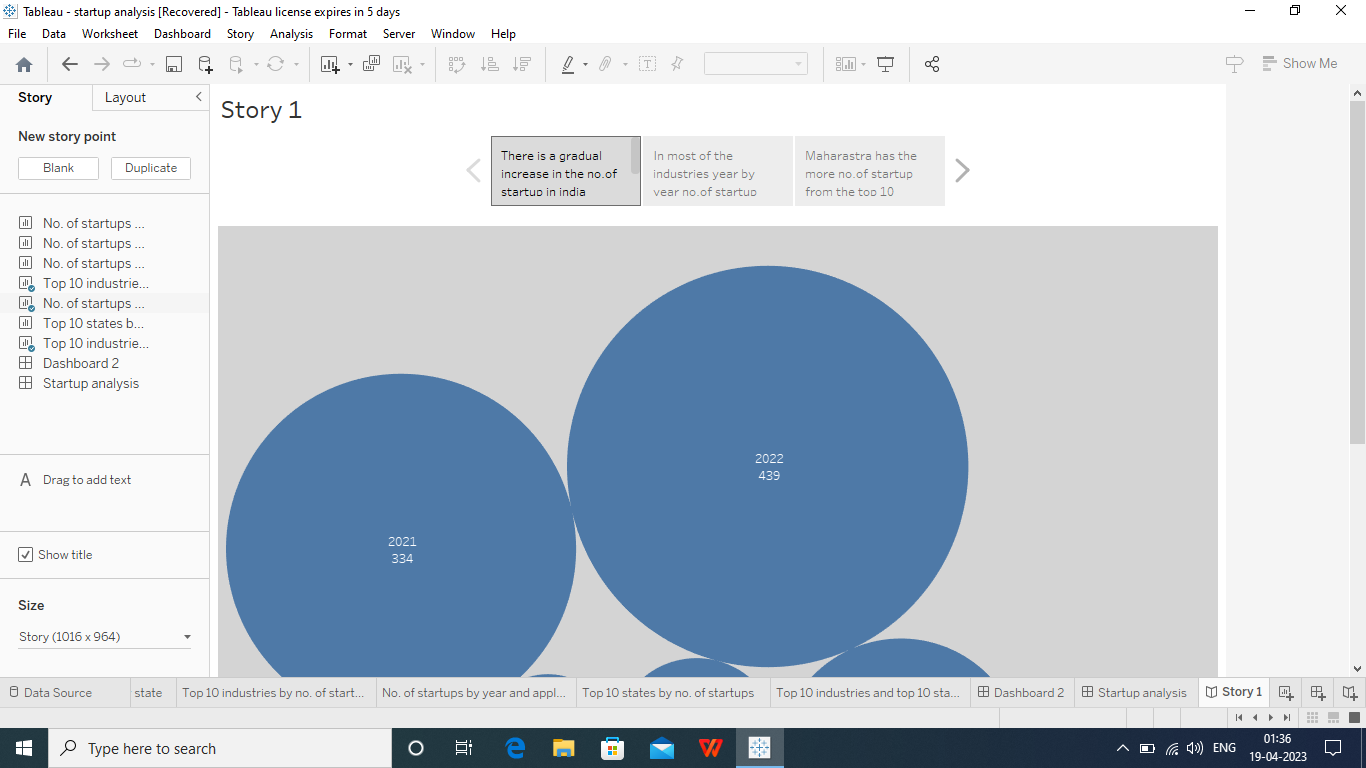 Tableau - startup analysis [Recovered] - Tableau license expires in 5 days
File Data Worksheet Dashboard Story Analysis Format Server Window Help
Show Me
Story Layout
New story point
Blank Duplicate
No. of startups ...
No. of startups ...
No. of startups ...
Top 10 industrie...
No. of startups ...
Top 10 states b...
Top 10 industrie...
Dashboard 2
Startup analysis
A Drag to add text
Show title
Size
Story (1016 x 964)
Story 1
There is a gradual
increase in the no.of
startup in india
In most of the
industries year by
year no.of startup
Maharastra has the
more no.of startup
from the top 10
2022
439
2021
334
Data Source state Top 10 industries by no. of start... No. of startups by year and appl... Top 10 states by no. of startups Top 10 industries and top 10 sta... Dashboard 2 Startup analysis Story 1
Type here to search
ENG
01:36
19-04-2023